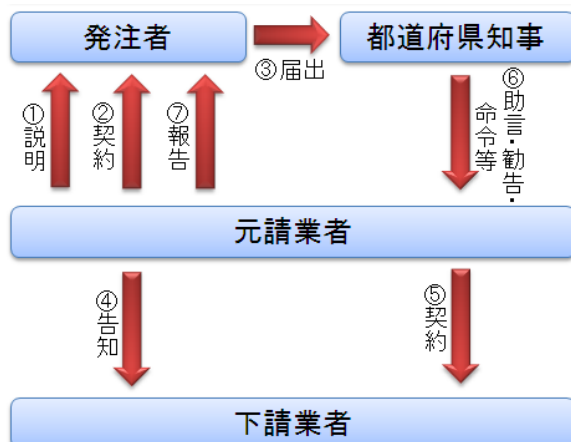 発注者
③届出
都道府県知事
①説明
②契約
⑦報告
⑥助言・勧告・
命令等
元請業者
④告知
⑤契約
下請業者